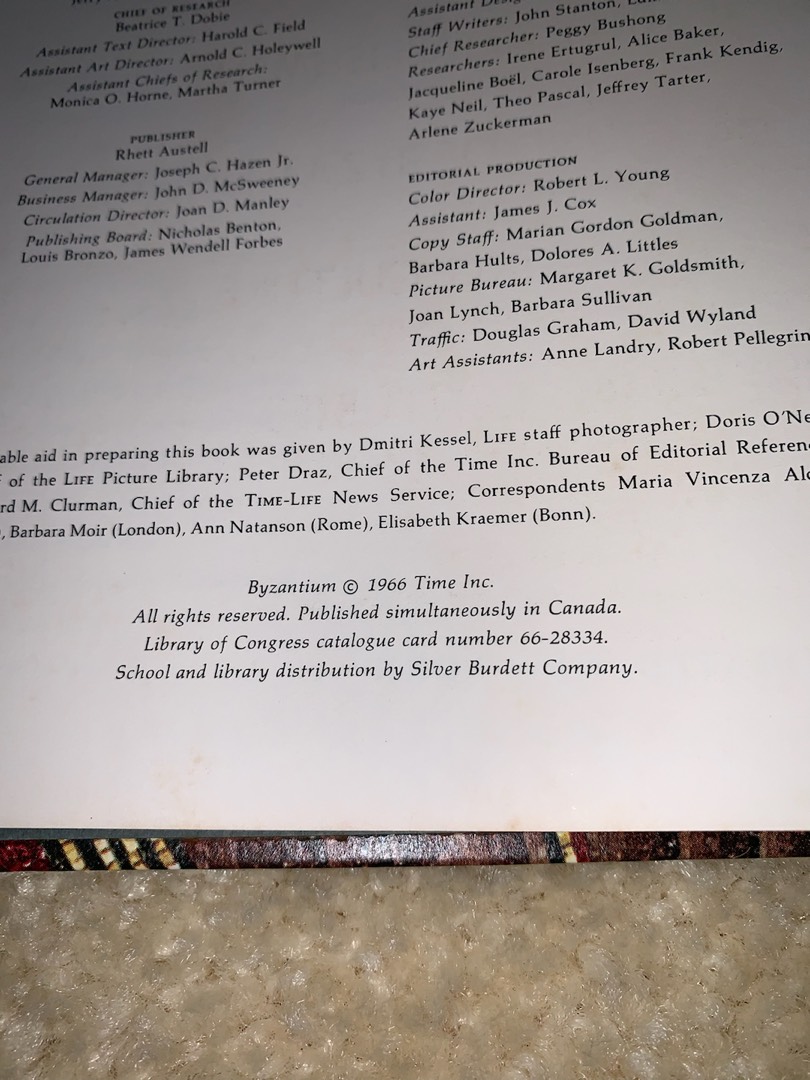 CHIEF OF RESEARCH
Beatrice T. Dobie
Assistant Text Director: Harold C. Field
Assistant Art Director: Arnold C. Holeywell
Assistant Chiefs of Research:
Monica O. Horne, Martha Turner
PUBLISHER
Rhett Austell
General Manager: Joseph C. Hazen Jr.
Business Manager: John D. McSweeney
Circulation Director: Joan D. Manley
Publishing Board: Nicholas Benton,
Louis Bronzo, James Wendell Forbes
Assistant
Staff Writers: John Stanton,
Chief Researcher: Peggy Bushong
Researchers: Irene Ertugrul, Alice Baker,
Jacqueline Boël, Carole Isenberg, Frank Kendig,
Kaye Neil, Theo Pascal, Jeffrey Tarter,
Arlene Zuckerman
EDITORIAL PRODUCTION
Color Director: Robert L. Young
Assistant: James J. Cox
Copy Staff: Marian Gordon Goldman,
Barbara Hults, Dolores A. Littles
Picture Bureau: Margaret K. Goldsmith,
Joan Lynch, Barbara Sullivan
Traffic: Douglas Graham, David Wyland
Art Assistants: Anne Landry, Robert Pellegrin
able aid in preparing this book was given by Dmitri Kessel, LIFE staff photographer; Doris O'Ne
of the LIFE Picture Library; Peter Draz, Chief of the Time Inc. Bureau of Editorial Referen
rd M. Clurman, Chief of the TIME-LIFE News Service; Correspondents Maria Vincenza Alo
, Barbara Moir (London), Ann Natanson (Rome), Elisabeth Kraemer (Bonn).
Byzantium © 1966 Time Inc.
All rights reserved. Published simultaneously in Canada.
Library of Congress catalogue card number 66-28334.
School and library distribution by Silver Burdett Company.